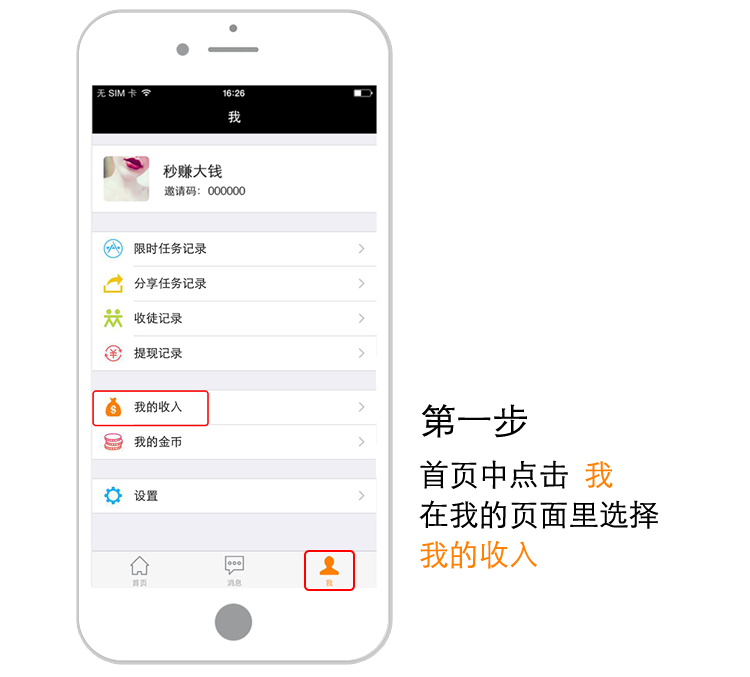 无 SIM 卡 16:26
我
秒赚大钱
邀请码：000000
限时任务记录
分享任务记录
收徒记录
提现记录
我的收入
我的金币
设置
首页 消息 我
第一步
首页中点击 我
在我的页面里选择
我的收入